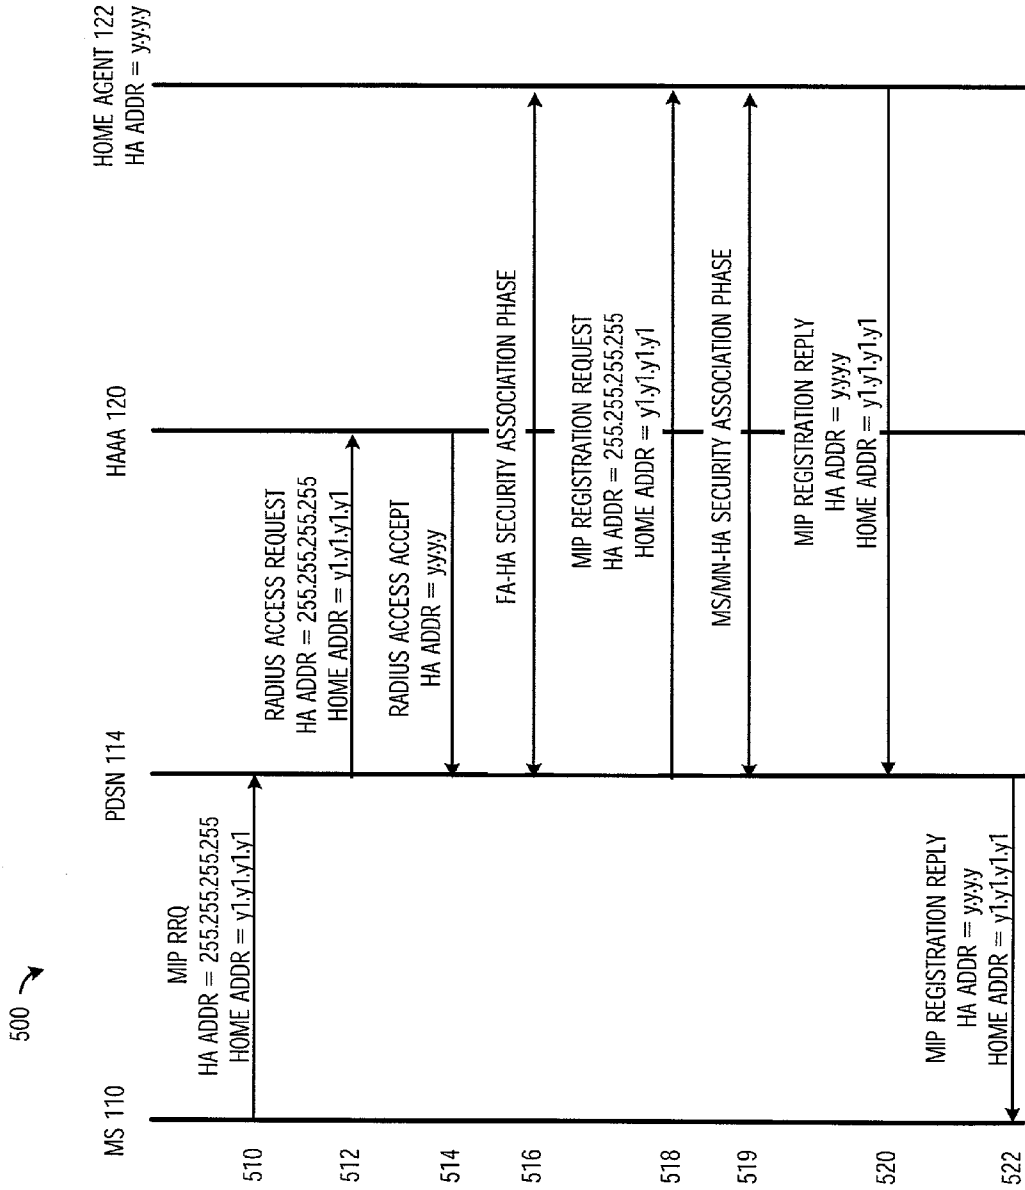 500
MS 110
PDSN 114
HAAA 120
HOME AGENT 122
HA ADDR = y.y.y.y
510
MIP RRQ
HA ADDR = 255.255.255.255
HOME ADDR = y1.y1.y1.y1
512
RADIUS ACCESS REQUEST
HA ADDR = 255.255.255.255
HOME ADDR = y1.y1.y1.y1
514
RADIUS ACCESS ACCEPT
HA ADDR = y.y.y.y
516
FA-HA SECURITY ASSOCIATION PHASE
518
MIP REGISTRATION REQUEST
HA ADDR = 255.255.255.255
HOME ADDR = y1.y1.y1.y1
519
MS/MN-HA SECURITY ASSOCIATION PHASE
520
MIP REGISTRATION REPLY
HA ADDR = y.y.y.y
HOME ADDR = y1.y1.y1.y1
522
MIP REGISTRATION REPLY
HA ADDR = y.y.y.y
HOME ADDR = y1.y1.y1.y1